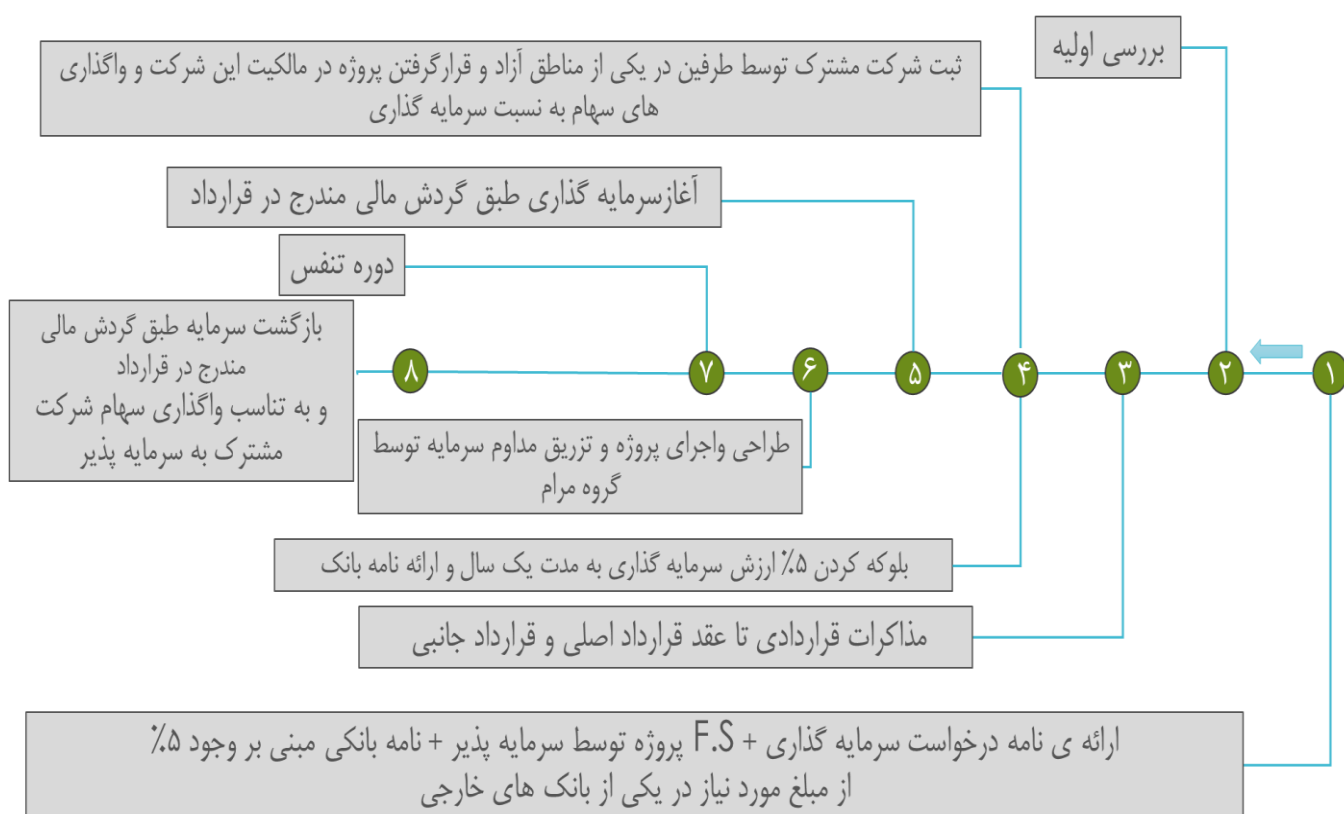 بررسی اولیه
ثبت شرکت مشترک توسط طرفین در یکی از مناطق آزاد و قرارگرفتن پروژه در مالکیت این شرکت و واگذاری
های سهام به نسبت سرمایه گذاری
آغازسرمایه گذاری طبق گردش مالی مندرج در قرارداد
دوره تنفس
بازگشت سرمایه طبق گردش مالی
مندرج در قرارداد
و به تناسب واگذاری سهام شرکت
مشترک به سرمایه پذیر
۱
۲
۳
۴
۵
۶
۷
۸
طراحی واجرای پروژه و تزریق مداوم سرمایه توسط
گروه مرام
بلوکه کردن ۵٪ ارزش سرمایه گذاری به مدت یک سال و ارائه نامه بانک
مذاکرات قراردادی تا عقد قرارداد اصلی و قرارداد جانبی
ارائه ی نامه درخواست سرمایه گذاری + F.S پروژه توسط سرمایه پذیر + نامه بانکی مبنی بر وجود ۵٪
از مبلغ مورد نیاز در یکی از بانک های خارجی